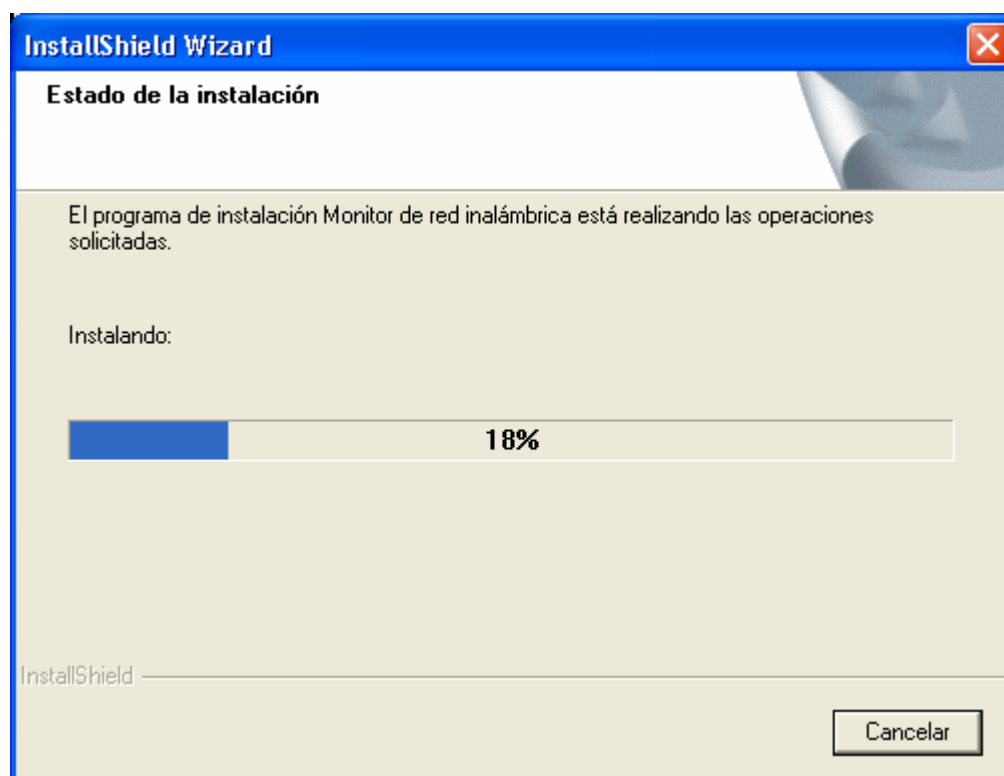 InstallShield Wizard
Estado de la instalación
El programa de instalación Monitor de red inalámbrica está realizando las operaciones
solicitadas.
Instalando:
18%
InstallShield
Cancelar